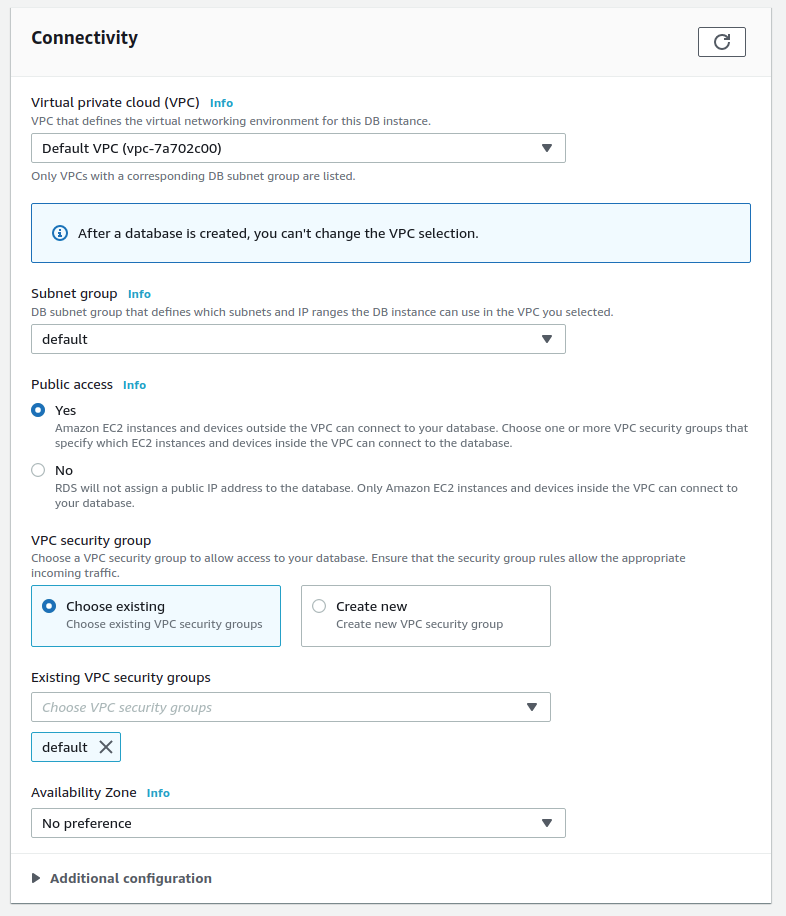 Connectivity
Virtual private cloud (VPC) Info
VPC that defines the virtual networking environment for this DB instance.
Default VPC (vpc-7a702c00)
Only VPCs with a corresponding DB subnet group are listed.
After a database is created, you can't change the VPC selection.
Subnet group Info
DB subnet group that defines which subnets and IP ranges the DB instance can use in the VPC you selected.
default
Public access Info
Yes
Amazon EC2 instances and devices outside the VPC can connect to your database. Choose one or more VPC security groups that
specify which EC2 instances and devices inside the VPC can connect to the database.
No
RDS will not assign a public IP address to the database. Only Amazon EC2 instances and devices inside the VPC can connect to
your database.
VPC security group
Choose a VPC security group to allow access to your database. Ensure that the security group rules allow the appropriate
incoming traffic.
Choose existing
Choose existing VPC security groups
Create new
Create new VPC security group
Existing VPC security groups
Choose VPC security groups
default
Availability Zone Info
No preference
Additional configuration